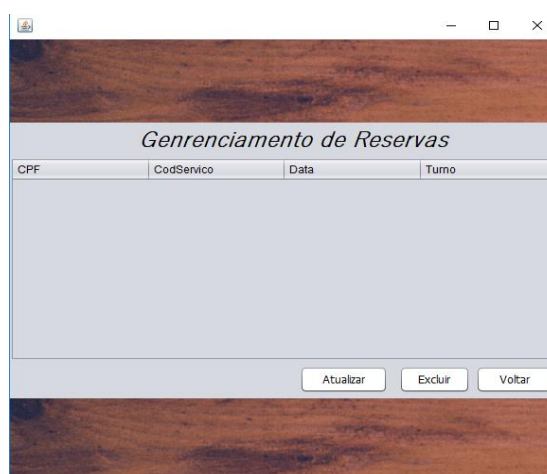 Genrenciamento de Reservas
CPF CodServico Data Turno
Atualizar Excluir Voltar